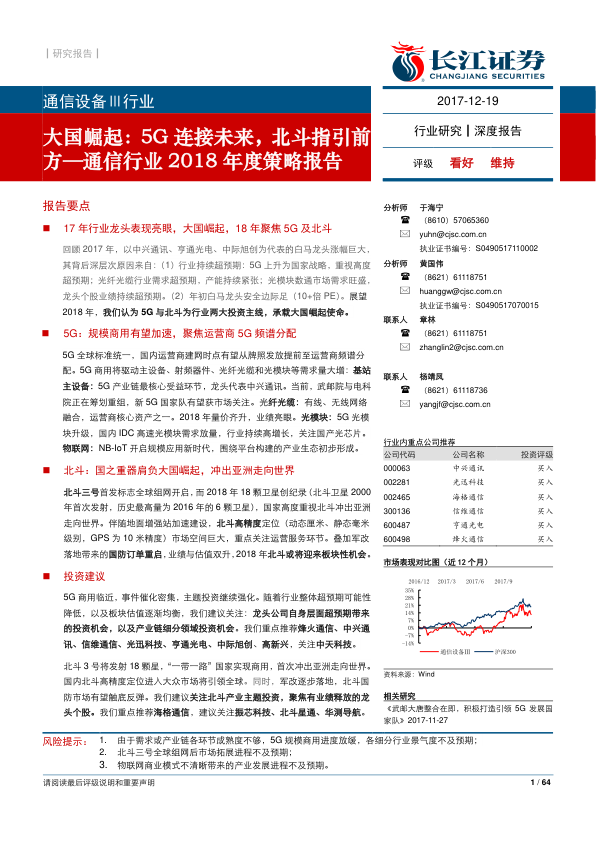 丨研究报告丨
长江证券
CHANGJIANG SECURITIES
通信设备Ⅲ行业
2017-12-19
大国崛起：5G 连接未来，北斗指引前
方—通信行业 2018 年度策略报告
行业研究丨深度报告
评级 看好 维持
报告要点
■ 17 年行业龙头表现亮眼，大国崛起，18 年聚焦 5G 及北斗
回顾 2017 年，以中兴通讯、亨通光电、中际旭创为代表的白马龙头涨幅巨大，
其背后深层次原因来自：（1）行业持续超预期：5G 上升为国家战略，重视高度
超预期；光纤光缆行业需求超预期，产能持续紧张；光模块数通市场需求旺盛，
龙头个股业绩持续超预期。（2）年初白马龙头安全边际足（10+倍 PE）。展望
2018 年，我们认为 5G 与北斗为行业两大投资主线，承载大国崛起使命。
■ 5G：规模商用有望加速，聚焦运营商 5G 频谱分配
5G 全球标准统一，国内运营商建网时点有望从牌照发放提前至运营商频谱分
配。5G 商用将驱动主设备、射频器件、光纤光缆和光模块等需求量大增：基站
主设备：5G 产业链最核心受益环节，龙头代表中兴通讯。当前，武邮院与电科
院正在筹划重组，新 5G 国家队有望获市场关注。光纤光缆：有线、无线网络
融合，运营商核心资产之一。2018 年量价齐升，业绩亮眼。光模块：5G 光模
块升级，国内 IDC 高速光模块需求放量，行业持续高增长，关注国产光芯片。
物联网：NB-IoT 开启规模应用新时代，围绕平台构建的产业生态初步形成。
■ 北斗：国之重器肩负大国崛起，冲出亚洲走向世界
北斗三号首发标志全球组网开启，而 2018 年 18 颗卫星创纪录（北斗卫星 2000
年首次发射，历史最高量为 2016 年的 6 颗卫星），国家高度重视北斗冲出亚洲
走向世界。伴随地面增强站加速建设，北斗高精度定位（动态厘米、静态毫米
级别，GPS 为 10 米精度）市场空间巨大，重点关注运营服务环节。叠加军改
落地带来的国防订单重启，业绩与估值双升，2018 年北斗或将迎来板块性机会。
■ 投资建议
5G 商用临近，事件催化密集，主题投资继续强化。随着行业整体超预期可能性
降低，以及板块估值逐渐均衡，我们建议关注：龙头公司自身层面超预期带来
的投资机会，以及产业链细分领域投资机会。我们重点推荐烽火通信、中兴通
讯、信维通信、光迅科技、亨通光电、中际旭创、高新兴，关注中天科技。
北斗 3 号将发射 18 颗星，“一带一路”国家实现商用，首次冲出亚洲走向世界。
国内北斗高精度定位进入大众市场将引领全球。同时，军改逐步落地，北斗国
防市场有望触底反弹。我们建议关注北斗产业主题投资，聚焦有业绩释放的龙
头个股。我们重点推荐海格通信，建议关注振芯科技、北斗星通、华测导航。
分析师 于海宁
（8610）57065360
yuhn@cjsc.com.cn
执业证书编号：S0490517110002
分析师 黄国伟
（8621）61118751
huanggw@cjsc.com.cn
执业证书编号：S0490517070015
联系人 章林
（8621）61118751
zhanglin2@cjsc.com.cn
联系人 杨靖凤
（8621）61118736
yangjf@cjsc.com.cn
行业内重点公司推荐
公司代码 公司名称 投资评级
000063 中兴通讯 买入
002281 光迅科技 买入
002465 海格通信 买入
300136 信维通信 买入
600487 亨通光电 买入
600498 烽火通信 买入
市场表现对比图（近 12 个月）
2016/12 2017/3 2017/6 2017/9
35%
28%
21%
14%
7%
0%
-7%
-14%
通信设备III 沪深300
资料来源：Wind
相关研究
《武邮大唐整合在即，积极打造引领 5G 发展国
家队》2017-11-27
风险提示： 1. 由于需求或产业链各环节成熟度不够，5G 规模商用进度放缓，各细分行业景气度不及预期；
2. 北斗三号全球组网后市场拓展进程不及预期；
3. 物联网商业模式不清晰带来的产业发展进程不及预期。
请阅读最后评级说明和重要声明
1 / 64